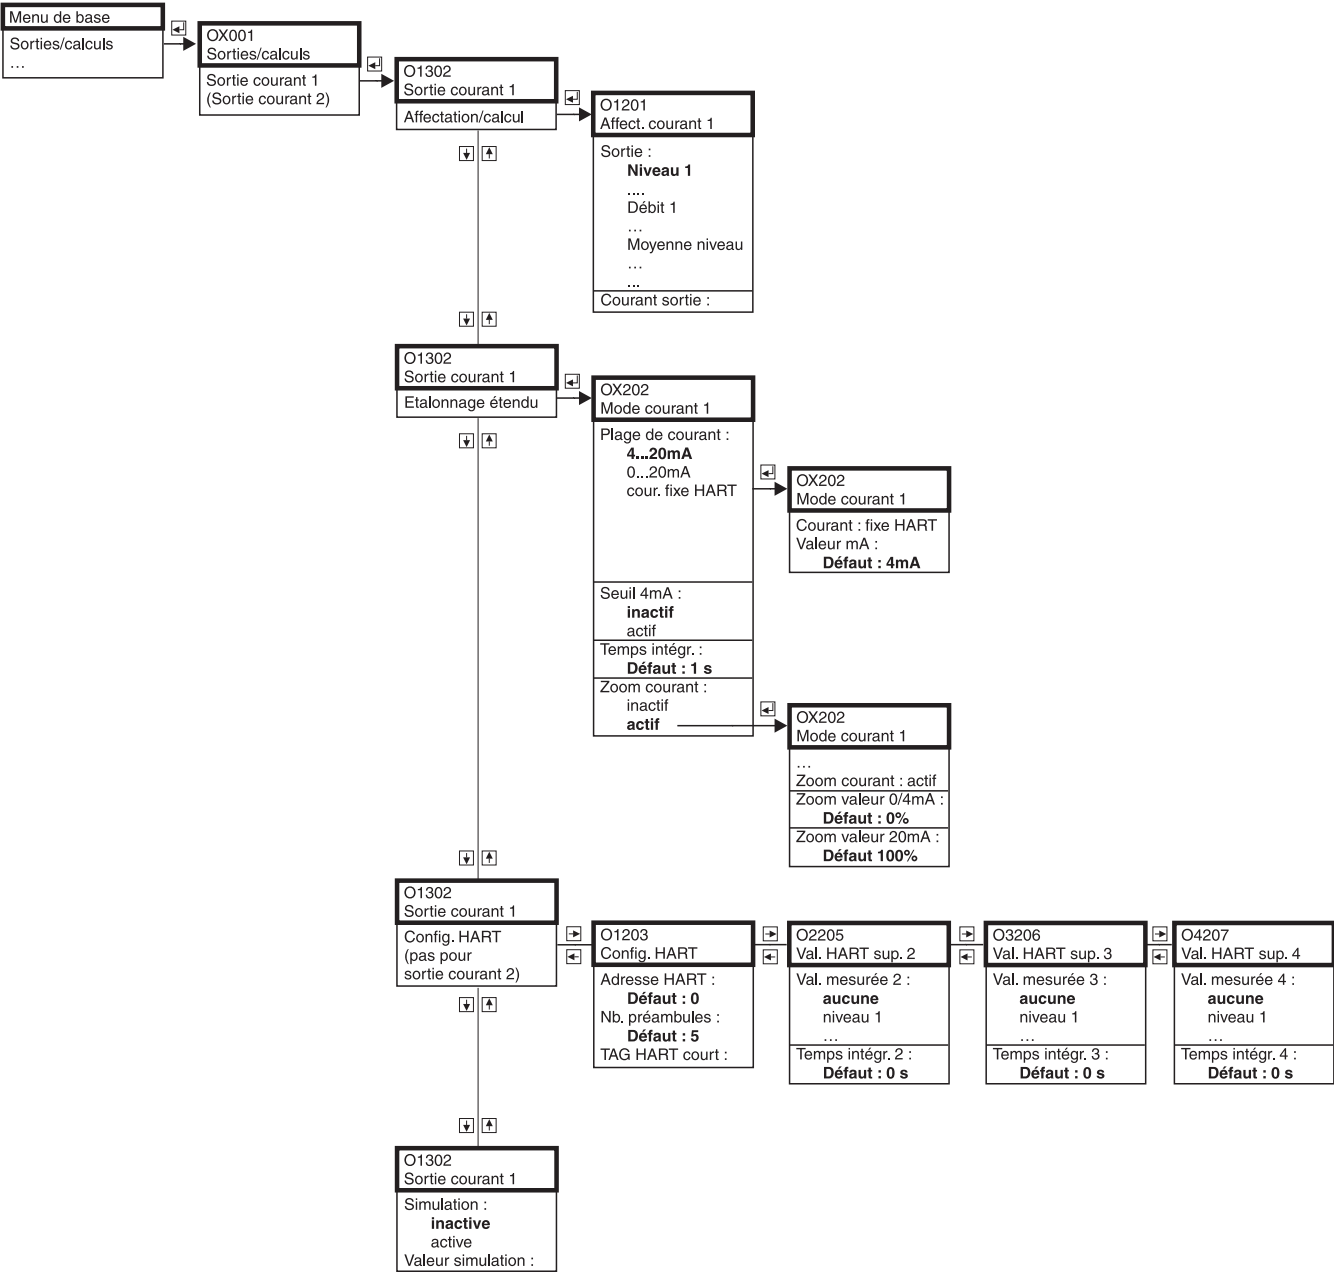 Menu de base
Sorties/calculs
…
OX001
Sorties/calculs
Sortie courant 1
(Sortie courant 2)
O1302
Sortie courant 1
Affectation/calcul
O1201
Affect. courant 1
Sortie :
Niveau 1
....
Débit 1
…
Moyenne niveau
…
...
Courant sortie :
O1302
Sortie courant 1
Etalonnage étendu
OX202
Mode courant 1
Plage de courant :
4...20mA
0...20mA
cour. fixe HART
Seuil 4mA :
inactif
actif
Temps intégr. :
Défaut : 1 s
Zoom courant :
inactif
actif
OX202
Mode courant 1
Courant : fixe HART
Valeur mA :
Défaut : 4mA
OX202
Mode courant 1
…
Zoom courant : actif
Zoom valeur 0/4mA :
Défaut : 0%
Zoom valeur 20mA :
Défaut 100%
O1302
Sortie courant 1
Config. HART
(pas pour
sortie courant 2)
O1203
Config. HART
Adresse HART :
Défaut : 0
Nb. préambules :
Défaut : 5
TAG HART court :
O2205
Val. HART sup. 2
Val. mesurée 2 :
aucune
niveau 1
…
Temps intégr. 2 :
Défaut : 0 s
O3206
Val. HART sup. 3
Val. mesurée 3 :
aucune
niveau 1
…
Temps intégr. 3 :
Défaut : 0 s
O4207
Val. HART sup. 4
Val. mesurée 4 :
aucune
niveau 1
…
Temps intégr. 4 :
Défaut : 0 s
O1302
Sortie courant 1
Simulation :
inactive
active
Valeur simulation :